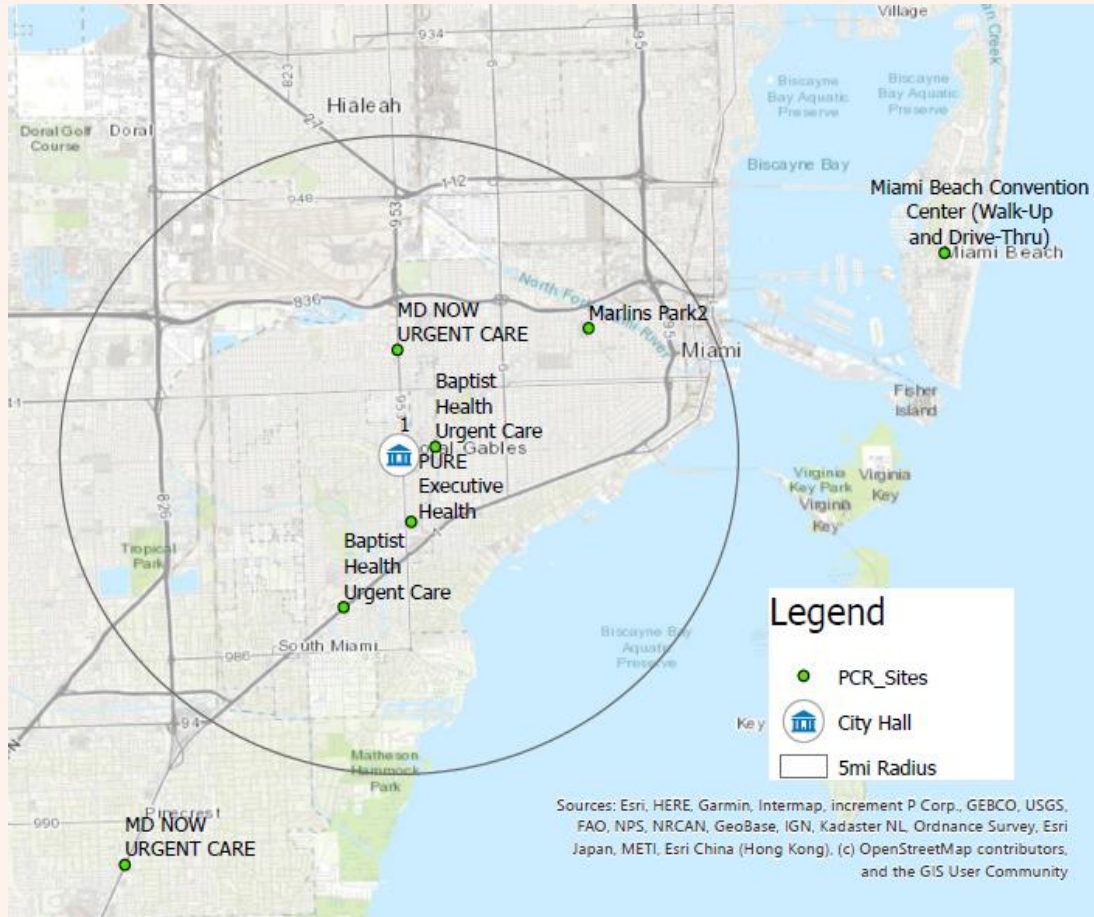 Village
934
95
Biscayne
Bay Aquatic
Preserve
Biscayne
Bay Aquatic
Preserve
823
9
Hialeah
27
Doral Golf
Course
Doral
Biscayne Bay
112
948
953
Miami Beach Convention
Center (Walk-Up
and Drive-Thru)
Miami Beach
836
MD NOW
URGENT CARE
Marlins Park2
Miami
Baptist
Health
Urgent Care
953
1
Gables
Fisher
Island
PURE
Executive
Health
Virginia
Key Park
Virginia
Key
Virginia
Key
826
Tropical
Park
Baptist
Health
Urgent Care
1
South Miami
986
Biscayne Bay
Aquatic
Preserve
Legend
PCR_Sites
City Hall
5mi Radius
Key
94
Matheson
Hammock
Park
Pinecrest
990
MD NOW
URGENT CARE
Sources: Esri, HERE, Garmin, Intermap, increment P Corp., GEBCO, USGS,
FAO, NPS, NRCAN, GeoBase, IGN, Kadaster NL, Ordnance Survey, Esri
Japan, METI, Esri China (Hong Kong), (c) OpenStreetMap contributors,
and the GIS User Community